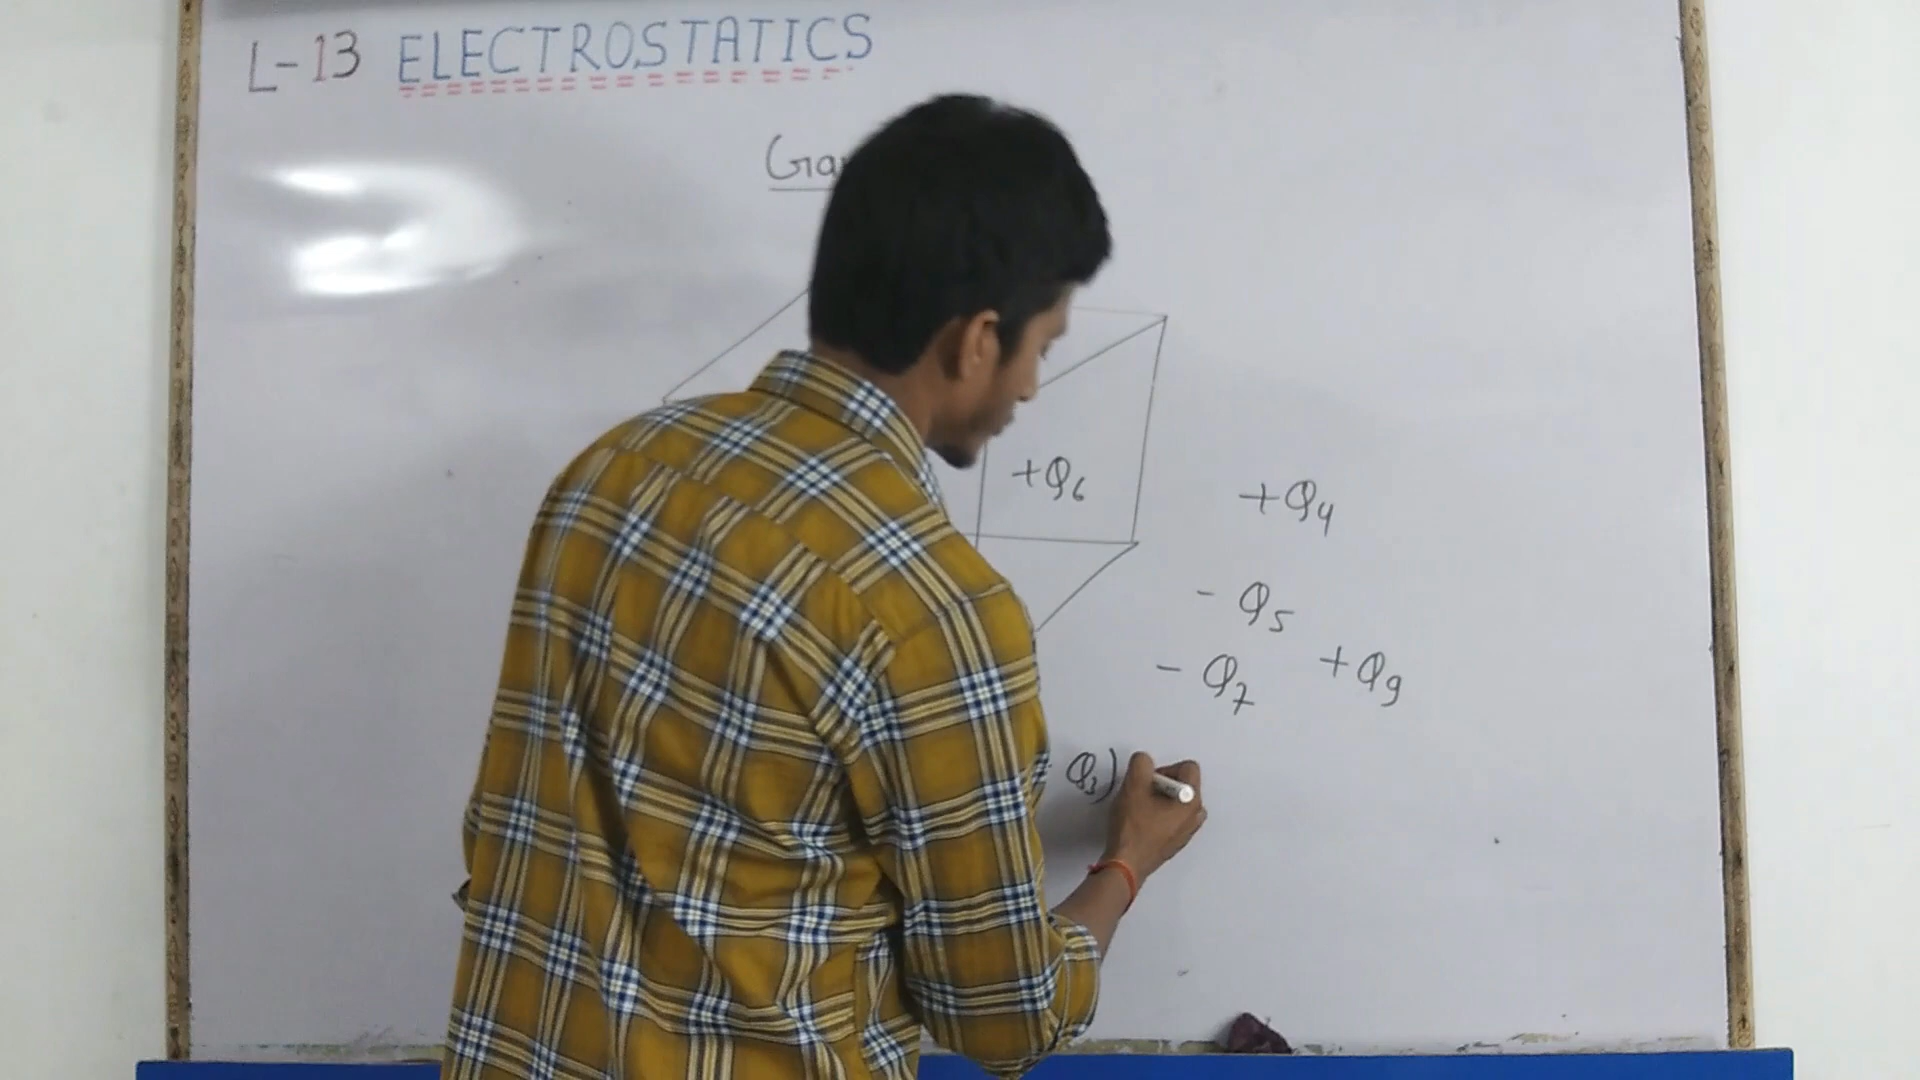 L-13 ELECTROSTATICS
+Q6
+Q4
- Q5
- Q7 +Q9
Q3)